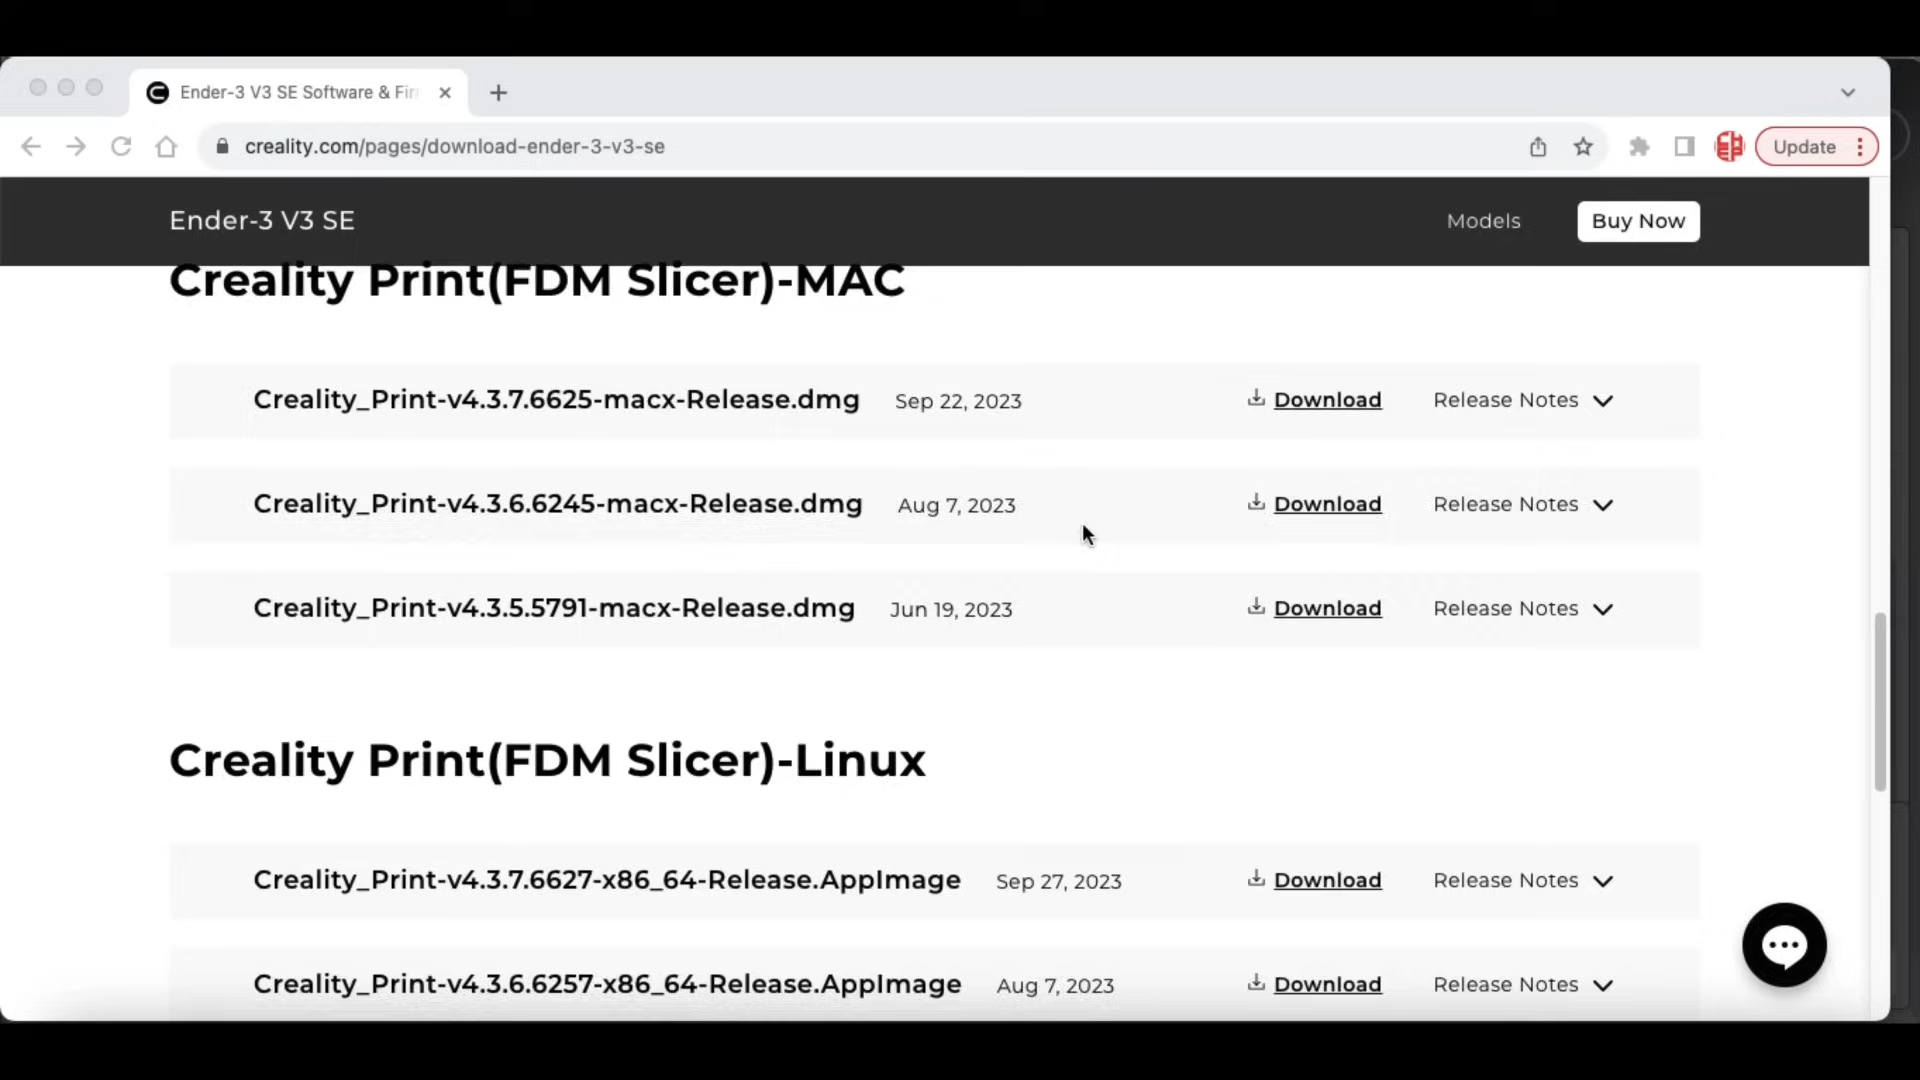 Ender-3 V3 SE Software & Fir
creality.com/pages/download-ender-3-v3-se
Update
Ender-3 V3 SE
Models
Buy Now
Creality Print(FDM Slicer)-MAC
Creality_Print-v4.3.7.6625-macx-Release.dmg Sep 22, 2023 Download Release Notes
Creality_Print-v4.3.6.6245-macx-Release.dmg Aug 7, 2023 Download Release Notes
Creality_Print-v4.3.5.5791-macx-Release.dmg Jun 19, 2023 Download Release Notes
Creality Print(FDM Slicer)-Linux
Creality_Print-v4.3.7.6627-x86_64-Release.AppImage Sep 27, 2023 Download Release Notes
Creality_Print-v4.3.6.6257-x86_64-Release.AppImage Aug 7, 2023 Download Release Notes